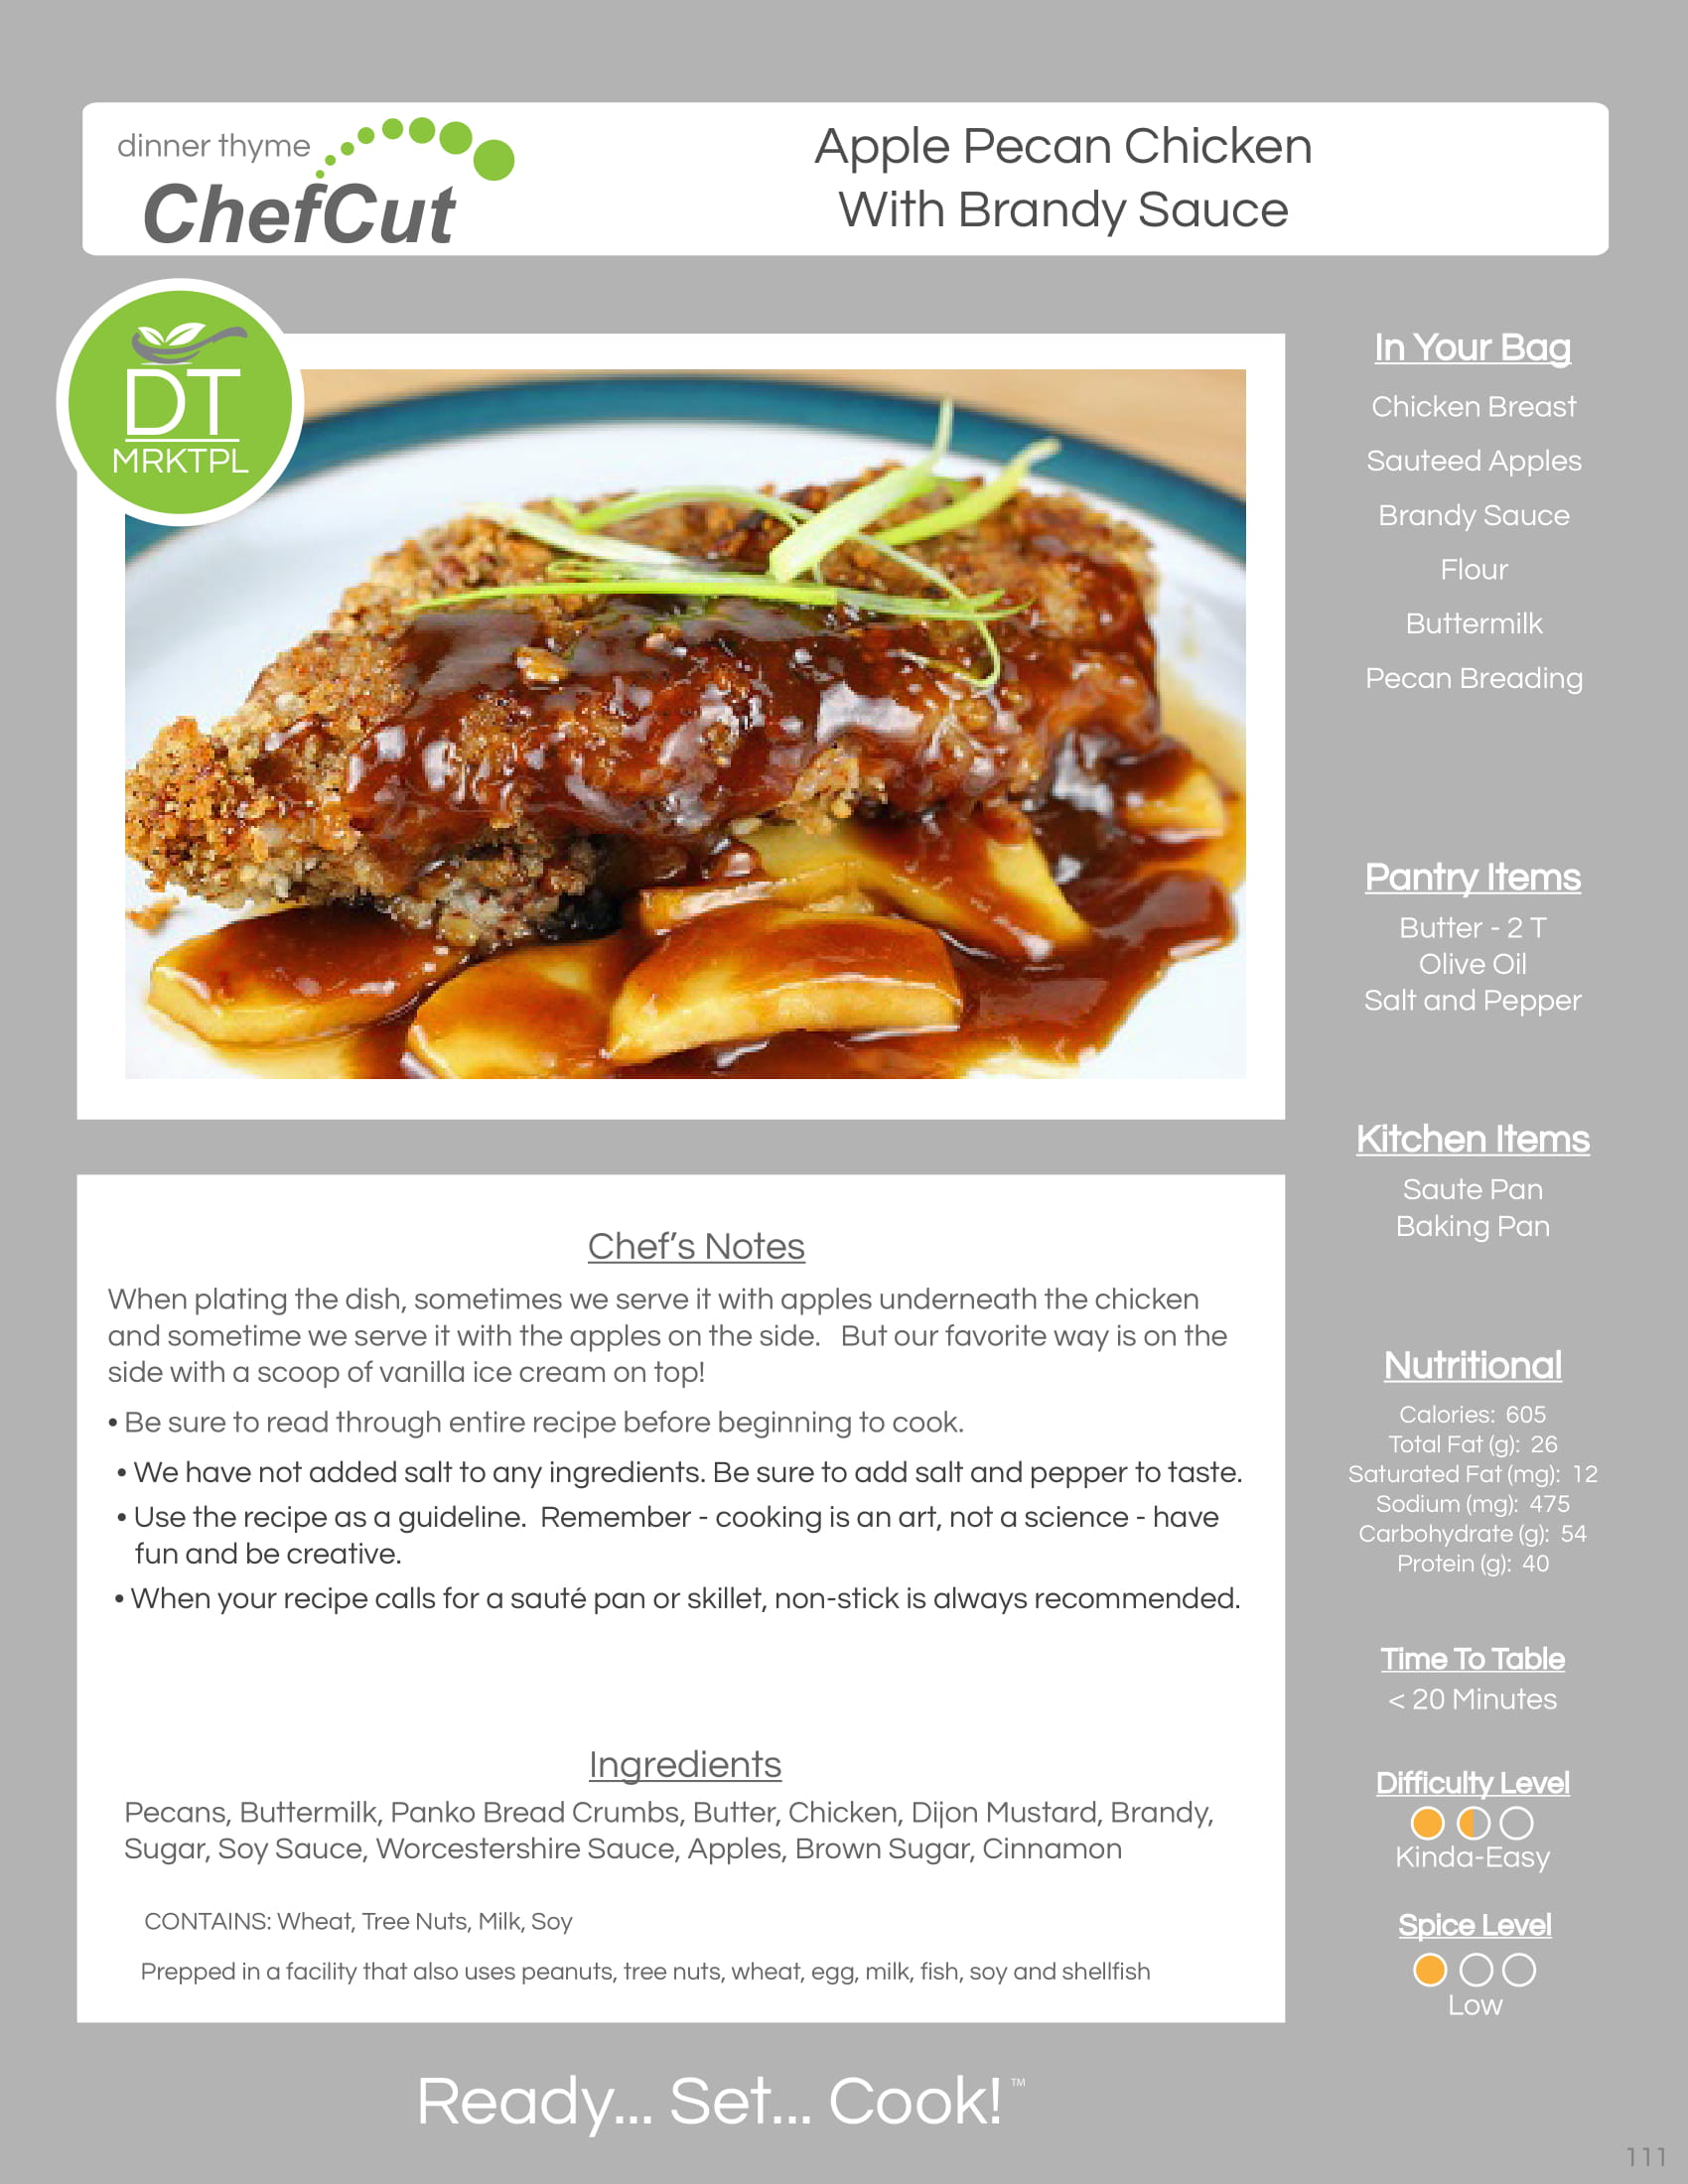 dinner thyme
ChefCut
Apple Pecan Chicken
With Brandy Sauce
DT
MRKTPL
In Your Bag
Chicken Breast
Sauteed Apples
Brandy Sauce
Flour
Buttermilk
Pecan Breading
Pantry Items
Butter - 2 T
Olive Oil
Salt and Pepper
Kitchen Items
Saute Pan
Baking Pan
Nutritional
Calories: 605
Total Fat (g): 26
Saturated Fat (mg): 12
Sodium (mg): 475
Carbohydrate (g): 54
Protein (g): 40
Time To Table
< 20 Minutes
Difficulty Level
Kinda-Easy
Spice Level
Low
Chef's Notes
When plating the dish, sometimes we serve it with apples underneath the chicken
and sometime we serve it with the apples on the side. But our favorite way is on the
side with a scoop of vanilla ice cream on top!
• Be sure to read through entire recipe before beginning to cook.
• We have not added salt to any ingredients. Be sure to add salt and pepper to taste.
• Use the recipe as a guideline. Remember - cooking is an art, not a science - have
fun and be creative.
• When your recipe calls for a sauté pan or skillet, non-stick is always recommended.
Ingredients
Pecans, Buttermilk, Panko Bread Crumbs, Butter, Chicken, Dijon Mustard, Brandy,
Sugar, Soy Sauce, Worcestershire Sauce, Apples, Brown Sugar, Cinnamon
CONTAINS: Wheat, Tree Nuts, Milk, Soy
Prepped in a facility that also uses peanuts, tree nuts, wheat, egg, milk, fish, soy and shellfish
Ready... Set... Cook! ™
111